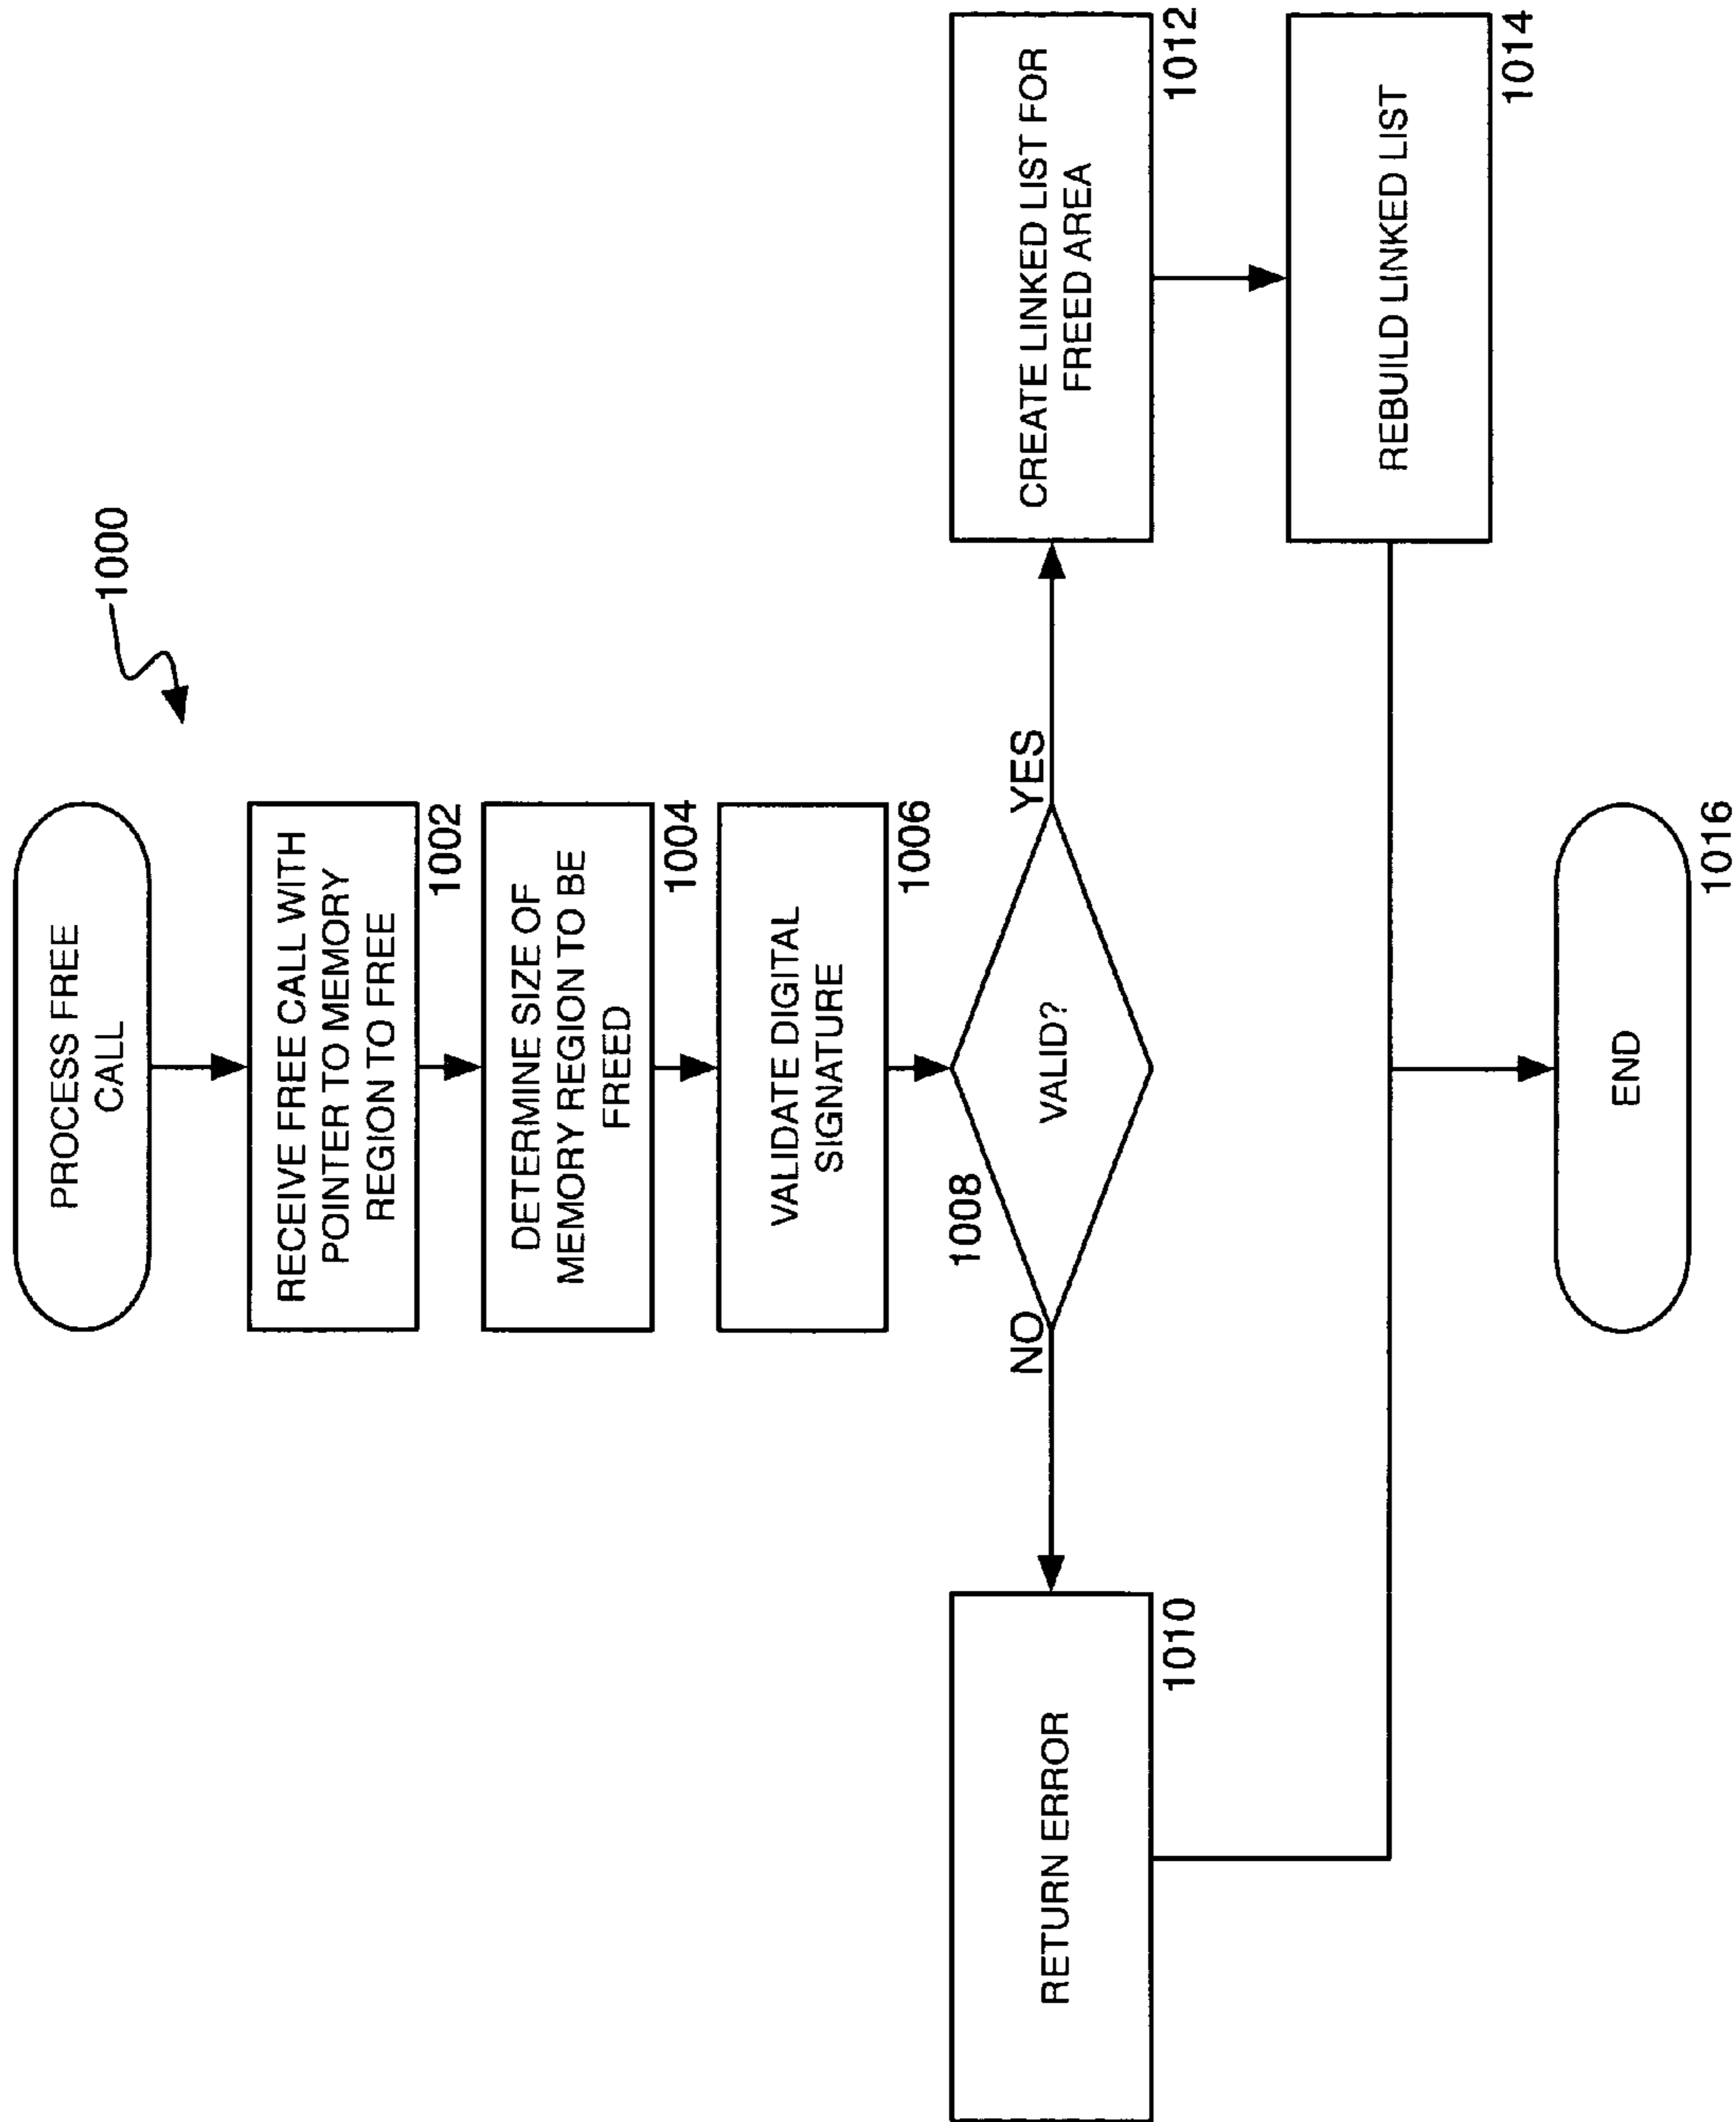 1000
PROCESS FREE
CALL
RECEIVE FREE CALL WITH
POINTER TO MEMORY
REGION TO FREE
1002
DETERMINE SIZE OF
MEMORY REGION TO BE
FREED
1004
VALIDATE DIGITAL
SIGNATURE
1006
1008
VALID?
NO
YES
RETURN ERROR
1010
CREATE LINKED LIST FOR
FREED AREA
1012
REBUILD LINKED LIST
1014
END
1016